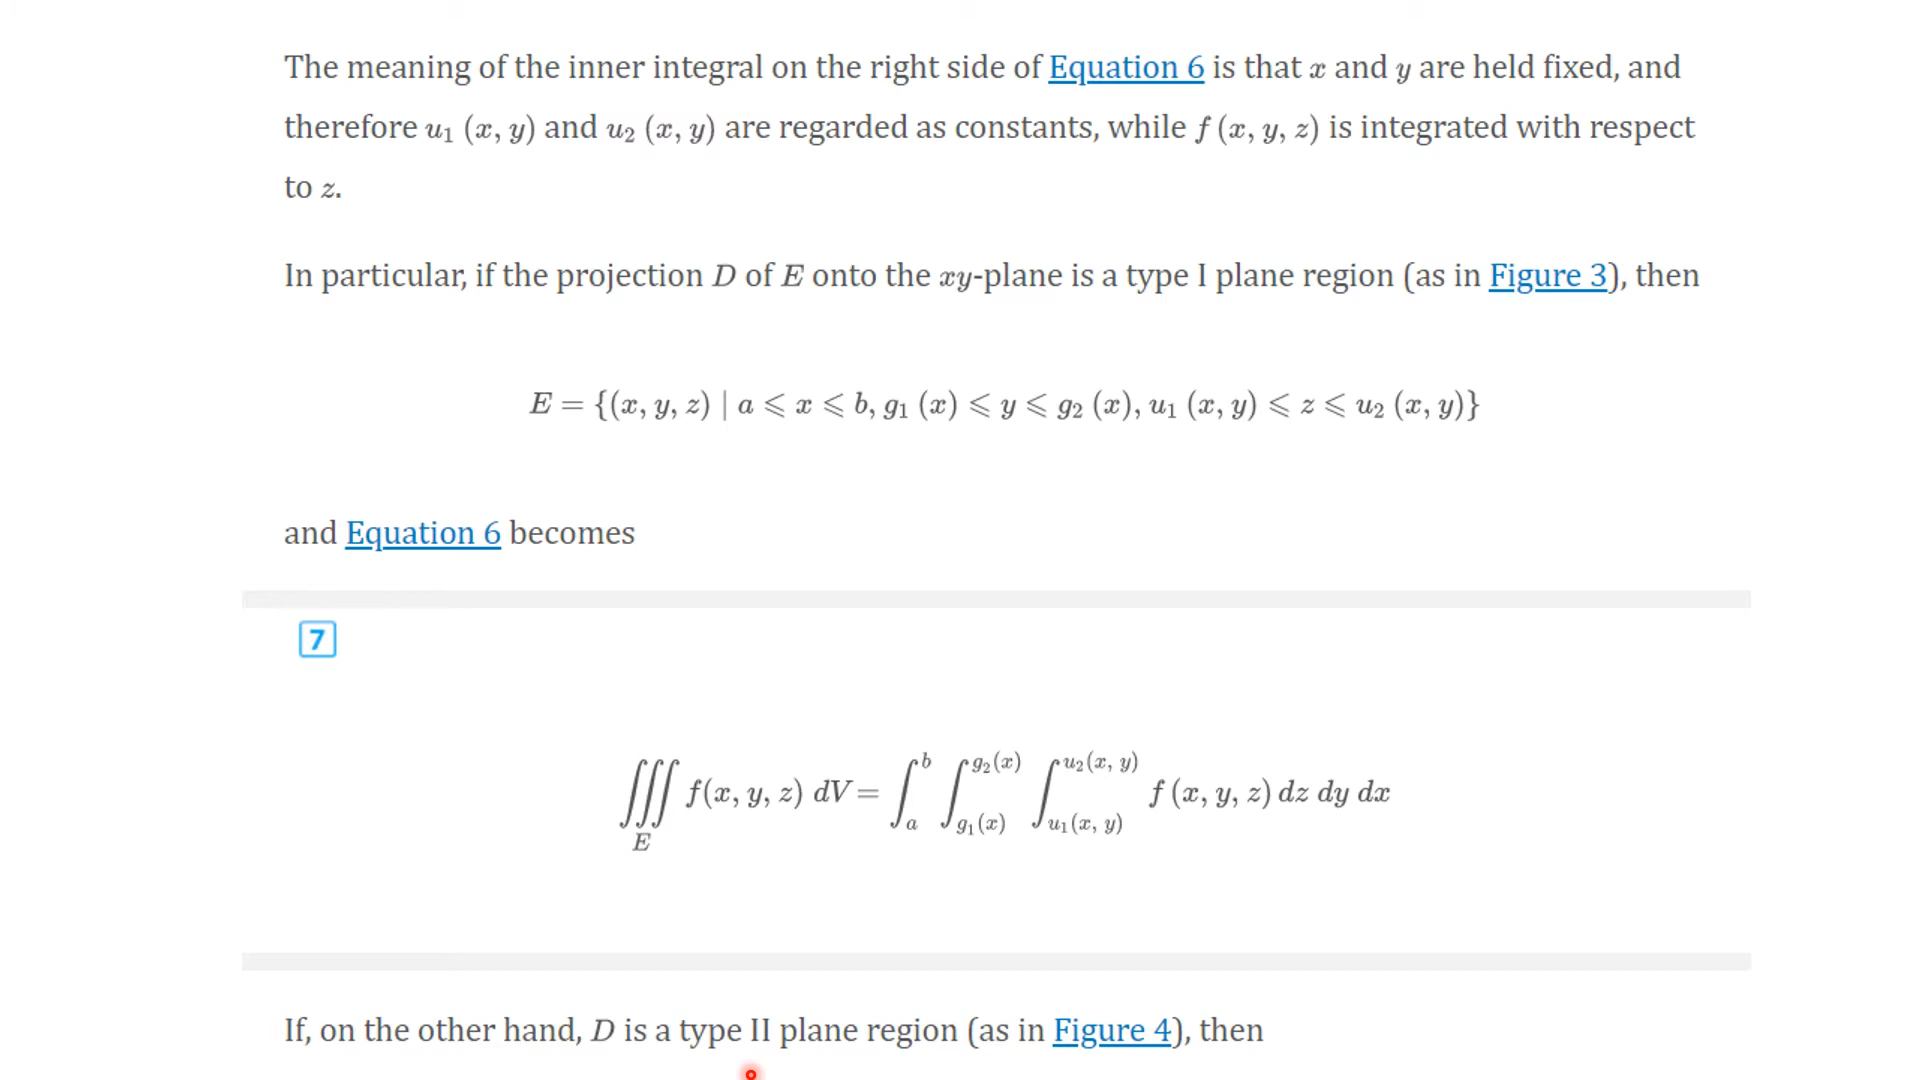 The meaning of the inner integral on the right side of Equation 6 is that x and y are held fixed, and
therefore u₁ (x, y) and u₂ (x, y) are regarded as constants, while f (x, y, z) is integrated with respect
to z.
In particular, if the projection D of E onto the xy-plane is a type I plane region (as in Figure 3), then
E = {(x, y, z) | a ⩽ x ⩽ b, g₁ (x) ⩽ y ⩽ g₂ (x), u₁ (x, y) ⩽ z ⩽ u₂ (x, y)}
and Equation 6 becomes
7
∭_E f(x, y, z) dV = ∫_a^b ∫_{g₁(x)}^{g₂(x)} ∫_{u₁(x, y)}^{u₂(x, y)} f (x, y, z) dz dy dx
If, on the other hand, D is a type II plane region (as in Figure 4), then